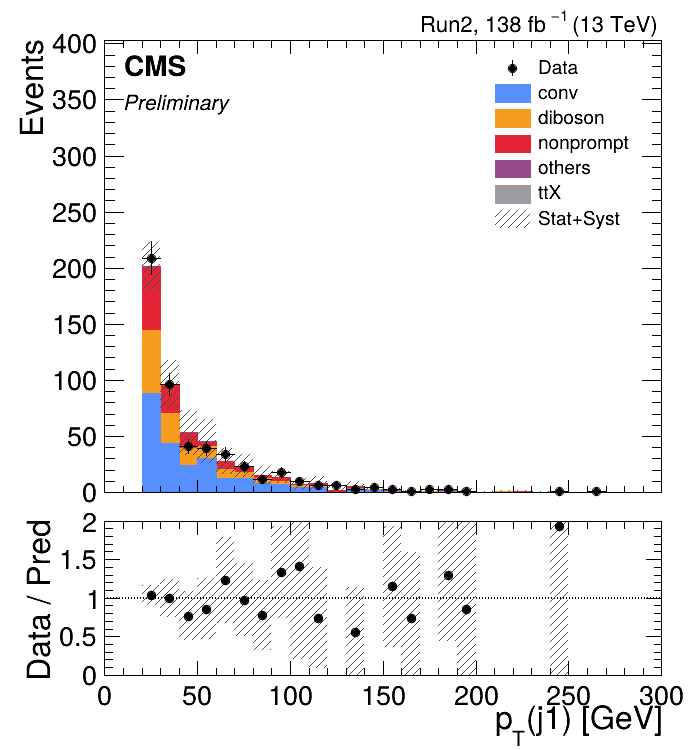 Run2, 138 fb⁻¹ (13 TeV)
CMS
Preliminary
Events
400
350
300
250
200
150
100
50
0
Data
conv
diboson
nonprompt
others
ttX
Stat+Syst
Data / Pred
2
1.5
1
0.5
0
0 50 100 150 200 250 300
p_T(j1) [GeV]